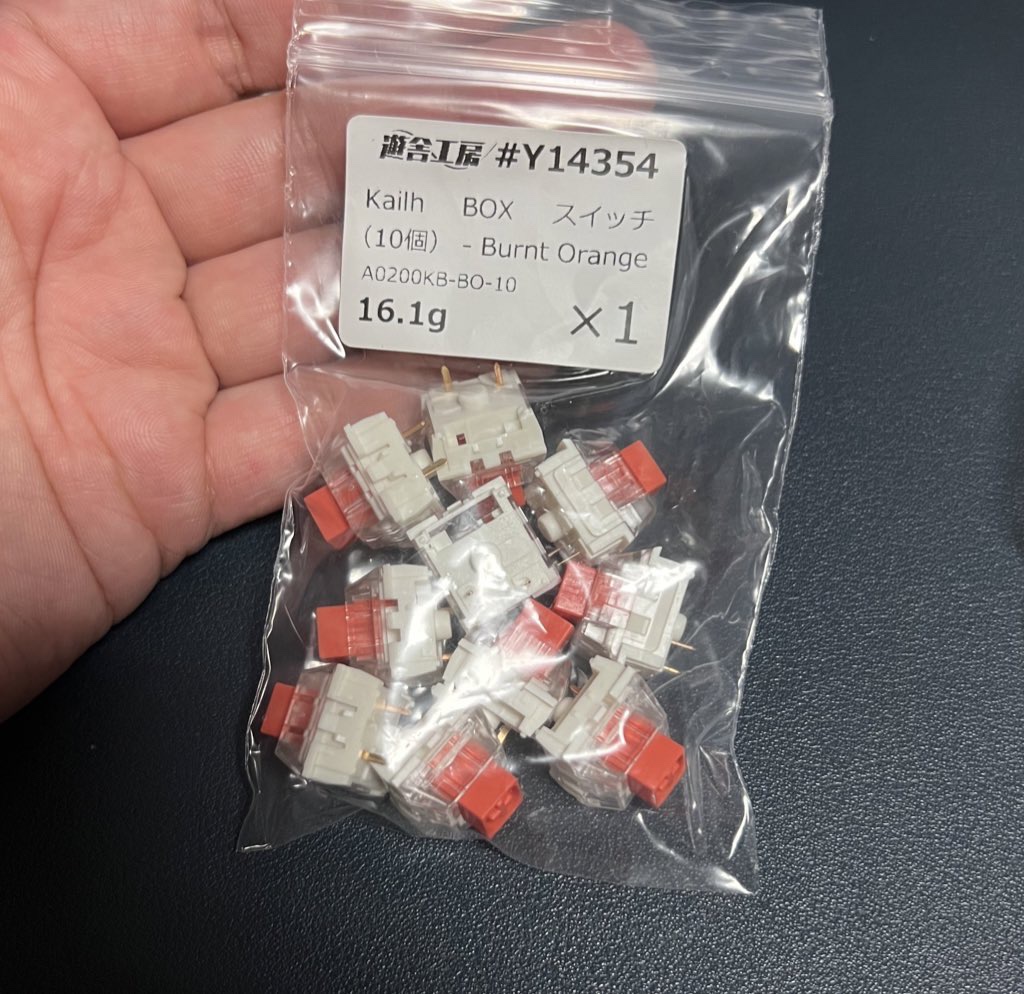 遊舎工房/#Y14354
Kailh BOX スイッチ
(10個) - Burnt Orange
A0200KB-BO-10
16.1g ×1